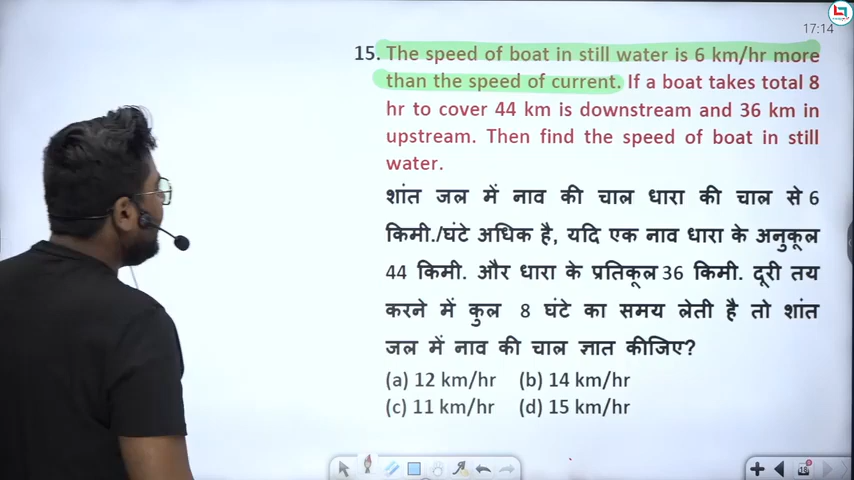 17:14
15. The speed of boat in still water is 6 km/hr more
than the speed of current. If a boat takes total 8
hr to cover 44 km is downstream and 36 km in
upstream. Then find the speed of boat in still
water.
शांत जल में नाव की चाल धारा की चाल से 6
किमी./घंटे अधिक है, यदि एक नाव धारा के अनुकूल
44 किमी. और धारा के प्रतिकूल 36 किमी. दूरी तय
करने में कुल 8 घंटे का समय लेती है तो शांत
जल में नाव की चाल ज्ञात कीजिए?
(a) 12 km/hr (b) 14 km/hr
(c) 11 km/hr (d) 15 km/hr
18